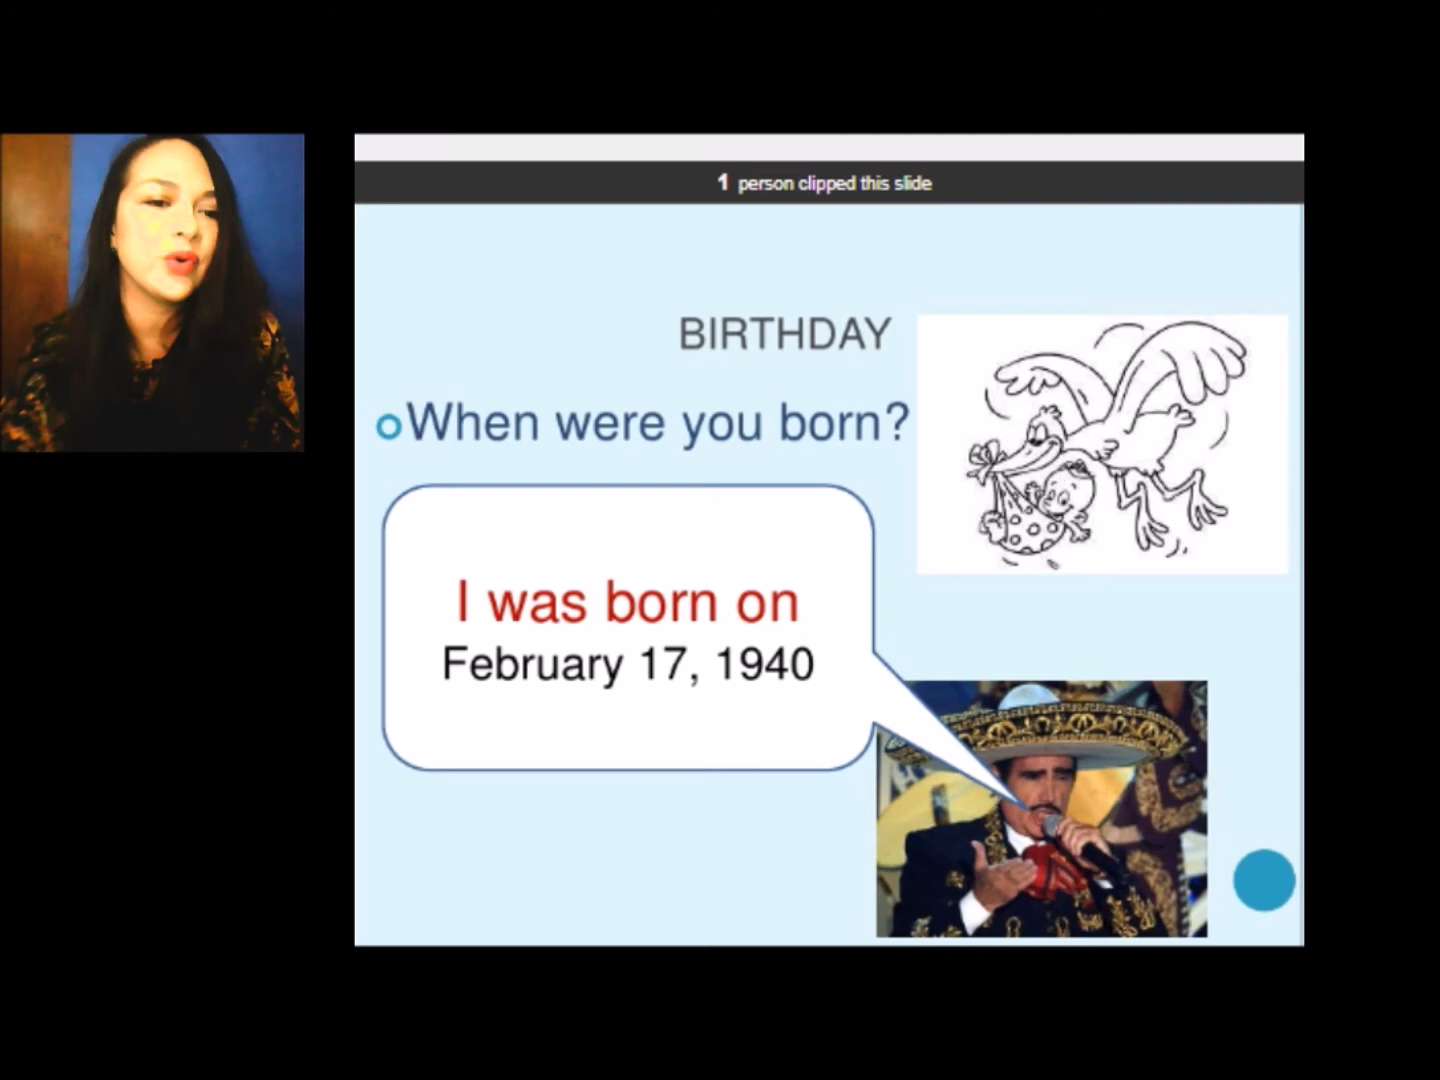 1 person clipped this slide
BIRTHDAY
When were you born?
I was born on
February 17, 1940